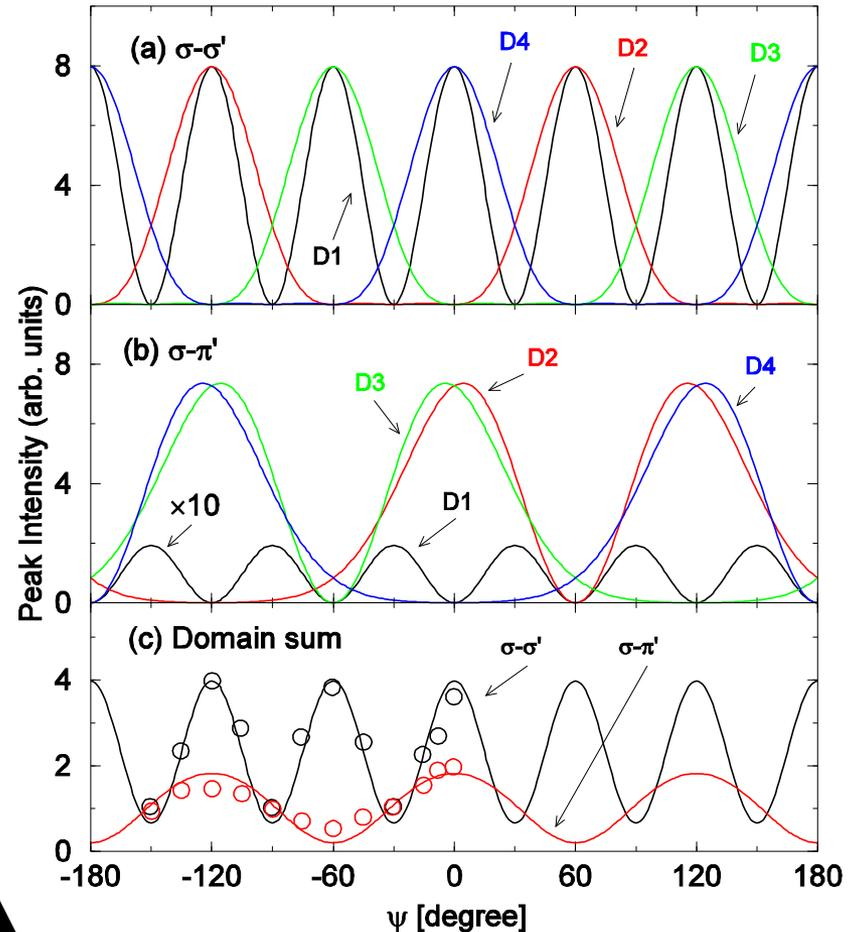 (a) σ-σ'
D4
D2
D3
D1
8
4
0
(b) σ-π'
D3
D2
D4
×10
D1
8
4
0
(c) Domain sum
σ-σ'
σ-π'
4
2
0
-180 -120 -60 0 60 120 180
ψ [degree]
Peak Intensity (arb. units)